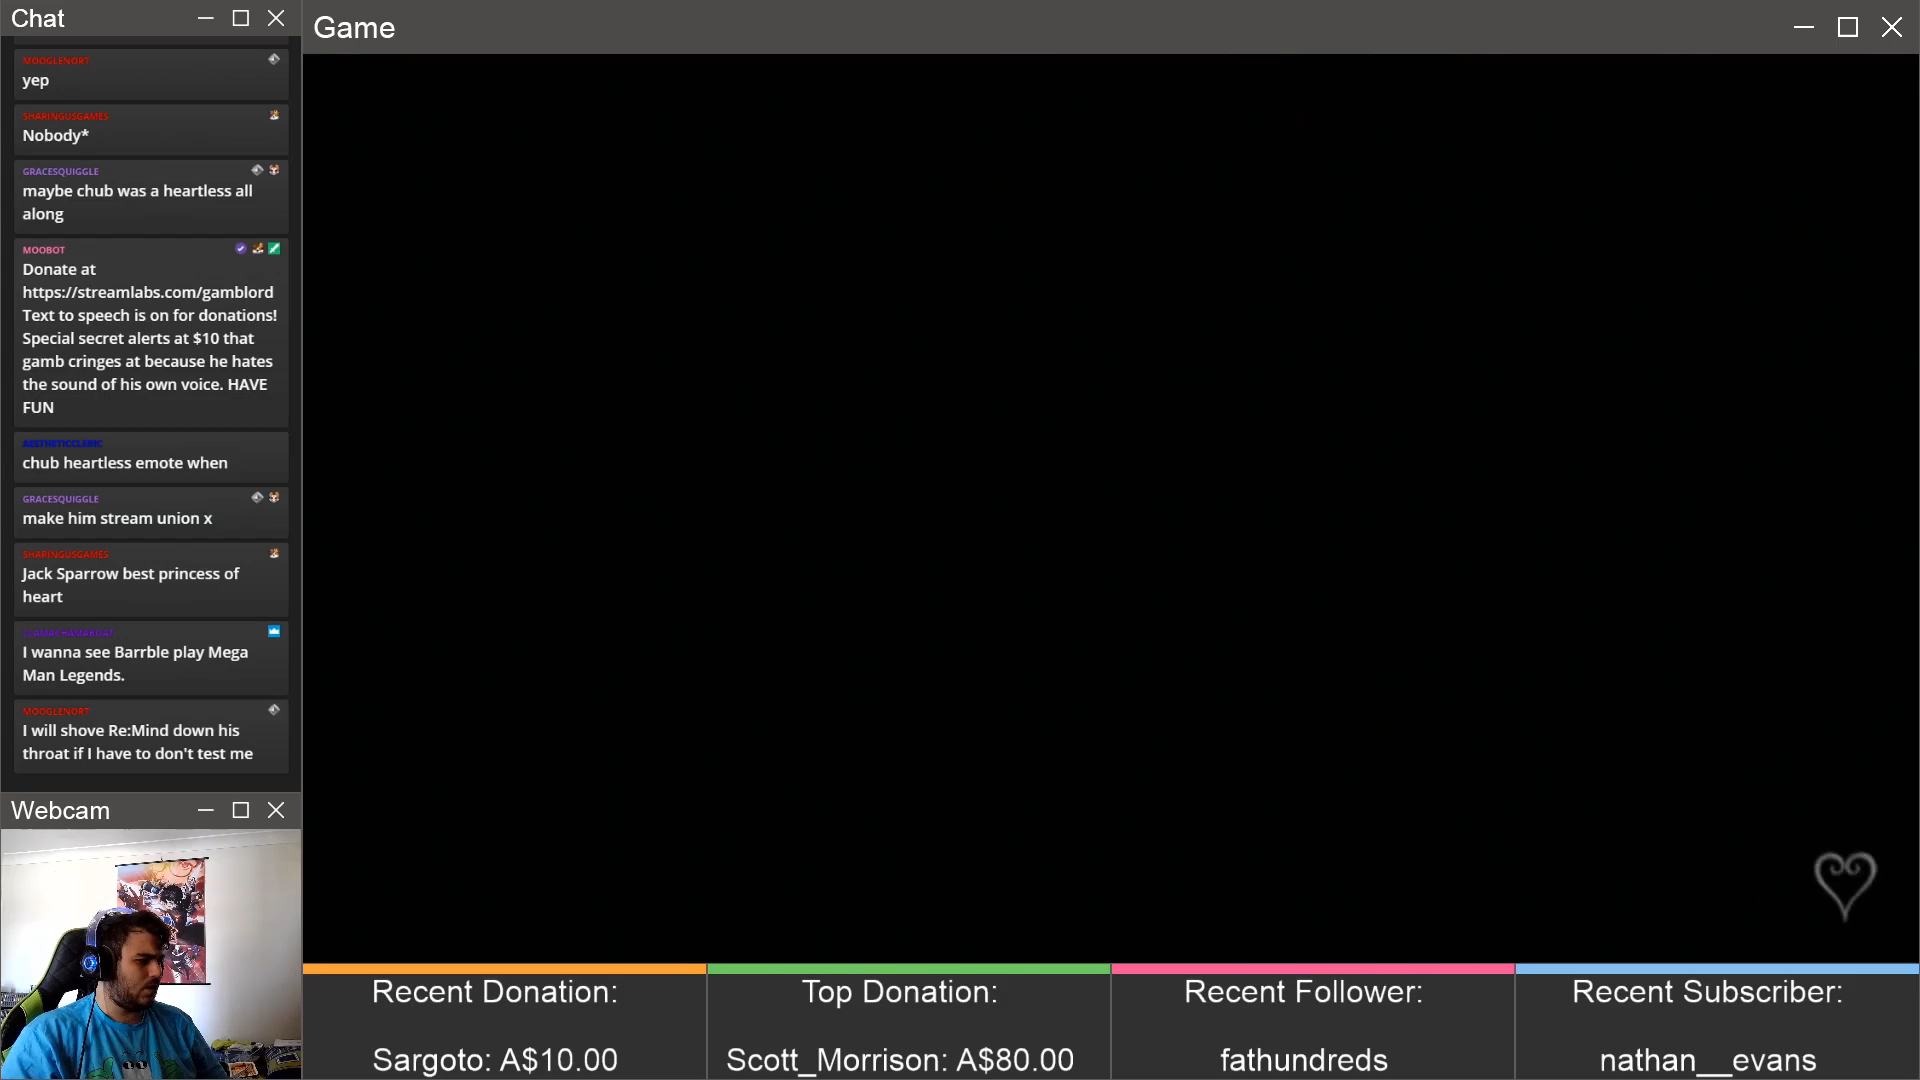 Chat
MOOGLENORT
yep
SHARINGUSGAMES
Nobody*
GRACESQUIGGLE
maybe chub was a heartless all
along
MOOBOT
Donate at
https://streamlabs.com/gamblord
Text to speech is on for donations!
Special secret alerts at $10 that
gamb cringes at because he hates
the sound of his own voice. HAVE
FUN
AESTHETICCLERIC
chub heartless emote when
GRACESQUIGGLE
make him stream union x
SHARINGUSGAMES
Jack Sparrow best princess of
heart
I wanna see Barrble play Mega
Man Legends.
MOOGLENORT
I will shove Re:Mind down his
throat if I have to don't test me
Webcam
Game
Recent Donation:
Sargoto: A$10.00
Top Donation:
Scott_Morrison: A$80.00
Recent Follower:
fathundreds
Recent Subscriber:
nathan__evans